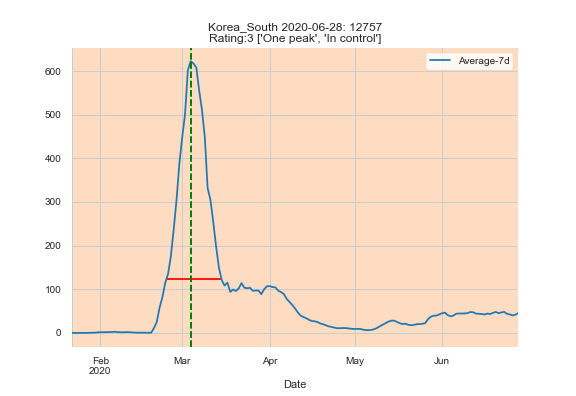 Korea_South 2020-06-28: 12757
Rating:3 ['One peak', 'In control']
Average-7d
600
500
400
300
200
100
0
Feb
2020
Mar
Apr
May
Jun
Date